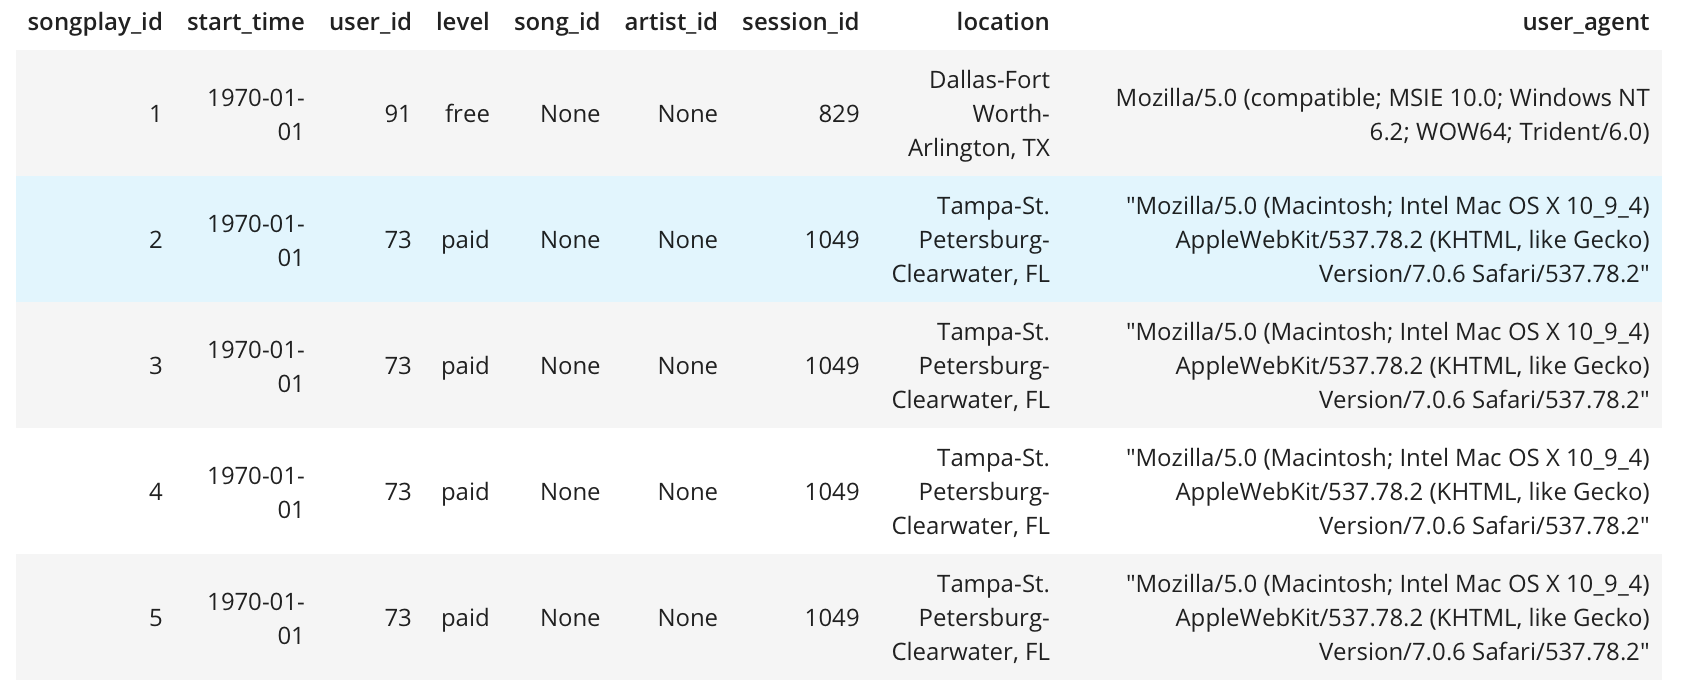 songplay_id start_time user_id level song_id artist_id session_id location user_agent
1 1970-01-01 91 free None None 829 Dallas-Fort Worth-Arlington, TX Mozilla/5.0 (compatible; MSIE 10.0; Windows NT 6.2; WOW64; Trident/6.0)
2 1970-01-01 73 paid None None 1049 Tampa-St. Petersburg-Clearwater, FL "Mozilla/5.0 (Macintosh; Intel Mac OS X 10_9_4) AppleWebKit/537.78.2 (KHTML, like Gecko) Version/7.0.6 Safari/537.78.2"
3 1970-01-01 73 paid None None 1049 Tampa-St. Petersburg-Clearwater, FL "Mozilla/5.0 (Macintosh; Intel Mac OS X 10_9_4) AppleWebKit/537.78.2 (KHTML, like Gecko) Version/7.0.6 Safari/537.78.2"
4 1970-01-01 73 paid None None 1049 Tampa-St. Petersburg-Clearwater, FL "Mozilla/5.0 (Macintosh; Intel Mac OS X 10_9_4) AppleWebKit/537.78.2 (KHTML, like Gecko) Version/7.0.6 Safari/537.78.2"
5 1970-01-01 73 paid None None 1049 Tampa-St. Petersburg-Clearwater, FL "Mozilla/5.0 (Macintosh; Intel Mac OS X 10_9_4) AppleWebKit/537.78.2 (KHTML, like Gecko) Version/7.0.6 Safari/537.78.2"